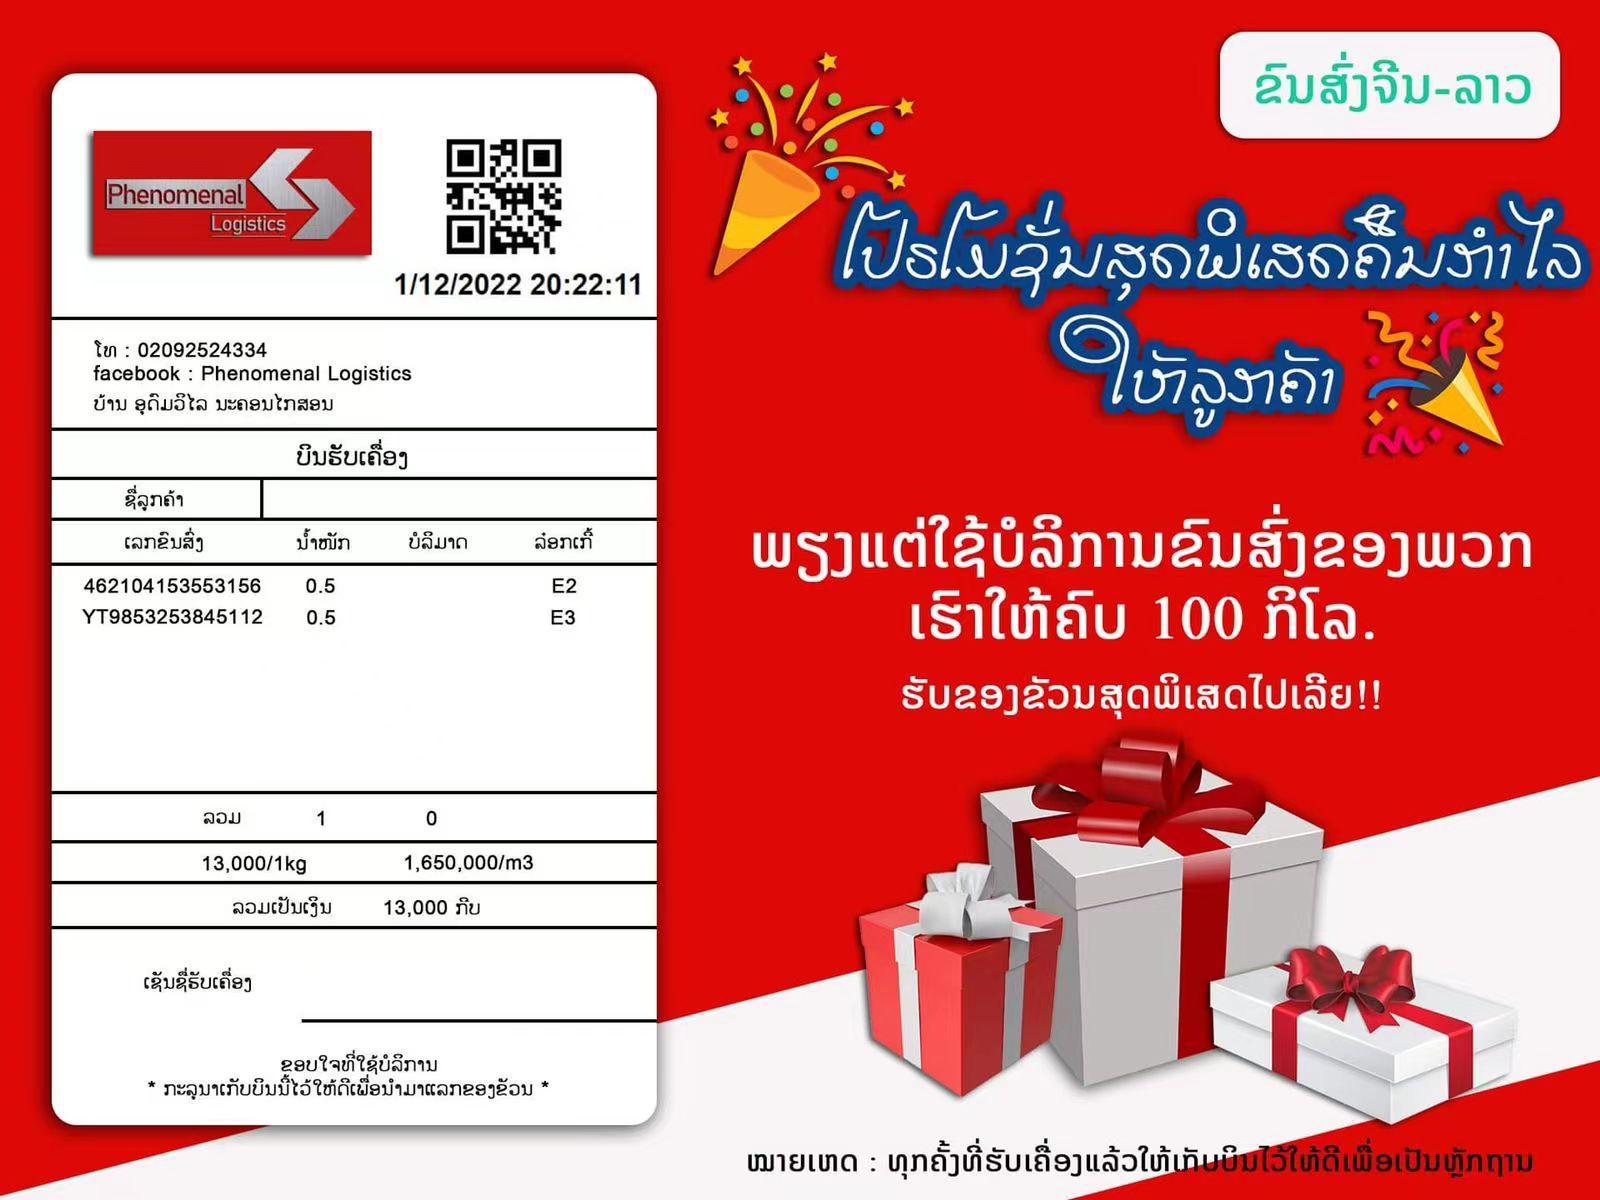 Phenomenal
Logistics
1/12/2022 20:22:11
ໂທ : 02092524334
facebook : Phenomenal Logistics
ບ້ານ ອຸດົມວິໄລ ນະຄອນໄກສອນ
ບິນຮັບເຄື່ອງ
ຊື່ລູກຄ້າ
ເລກຂົນສົ່ງ ນ້ຳໜັກ ບໍລິມາດ ລ໋ອກເກີ້
462104153553156 0.5 E2
YT9853253845112 0.5 E3
ລວມ 1 0
13,000/1kg 1,650,000/m3
ລວມເປັນເງິນ 13,000 ກີບ
ເຊັນຊື່ຮັບເຄື່ອງ
ຂອບໃຈທີ່ໃຊ້ບໍລິການ
* ກະລຸນາເກັບບິນນີ້ໄວ້ໃຫ້ດີເພື່ອນຳມາແລກຂອງຂັວນ *
ຂົນສົ່ງຈີນ-ລາວ
ໂປຣໂມຊັ່ນສຸດພິເສດຄືນກຳໄລ
ໃຫ້ລູກຄ້າ
ພຽງແຕ່ໃຊ້ບໍລິການຂົນສົ່ງຂອງພວກ
ເຮົາໃຫ້ຄົບ 100 ກິໂລ.
ຮັບຂອງຂັວນສຸດພິເສດໄປເລີຍ!!
ໝາຍເຫດ : ທຸກຄັ້ງທີ່ຮັບເຄື່ອງແລ້ວໃຫ້ເກັບບິນໄວ້ໃຫ້ດີເພື່ອເປັນຫຼັກຖານ